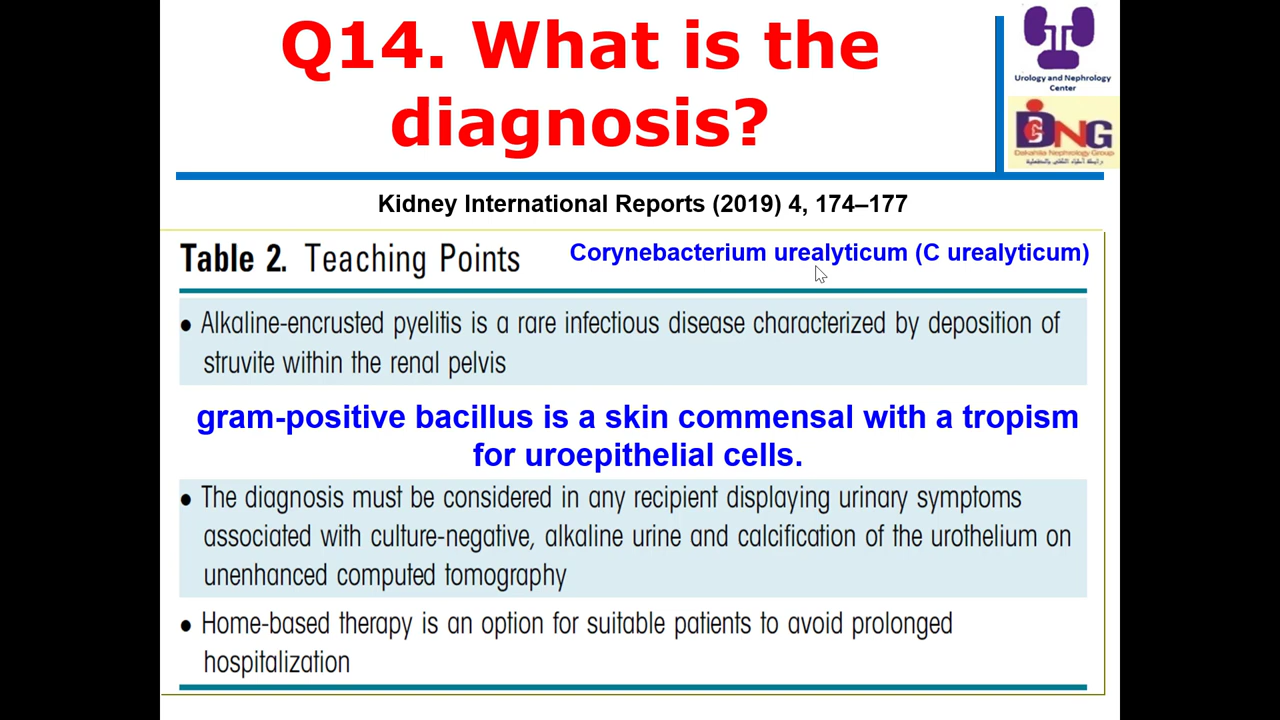 Q14. What is the
diagnosis?
Urology and Nephrology
Center
DNG
Dakahlia Nephrology Group
Kidney International Reports (2019) 4, 174–177
Table 2. Teaching Points
Corynebacterium urealyticum (C urealyticum)
• Alkaline-encrusted pyelitis is a rare infectious disease characterized by deposition of
struvite within the renal pelvis
gram-positive bacillus is a skin commensal with a tropism
for uroepithelial cells.
• The diagnosis must be considered in any recipient displaying urinary symptoms
associated with culture-negative, alkaline urine and calcification of the urothelium on
unenhanced computed tomography
• Home-based therapy is an option for suitable patients to avoid prolonged
hospitalization